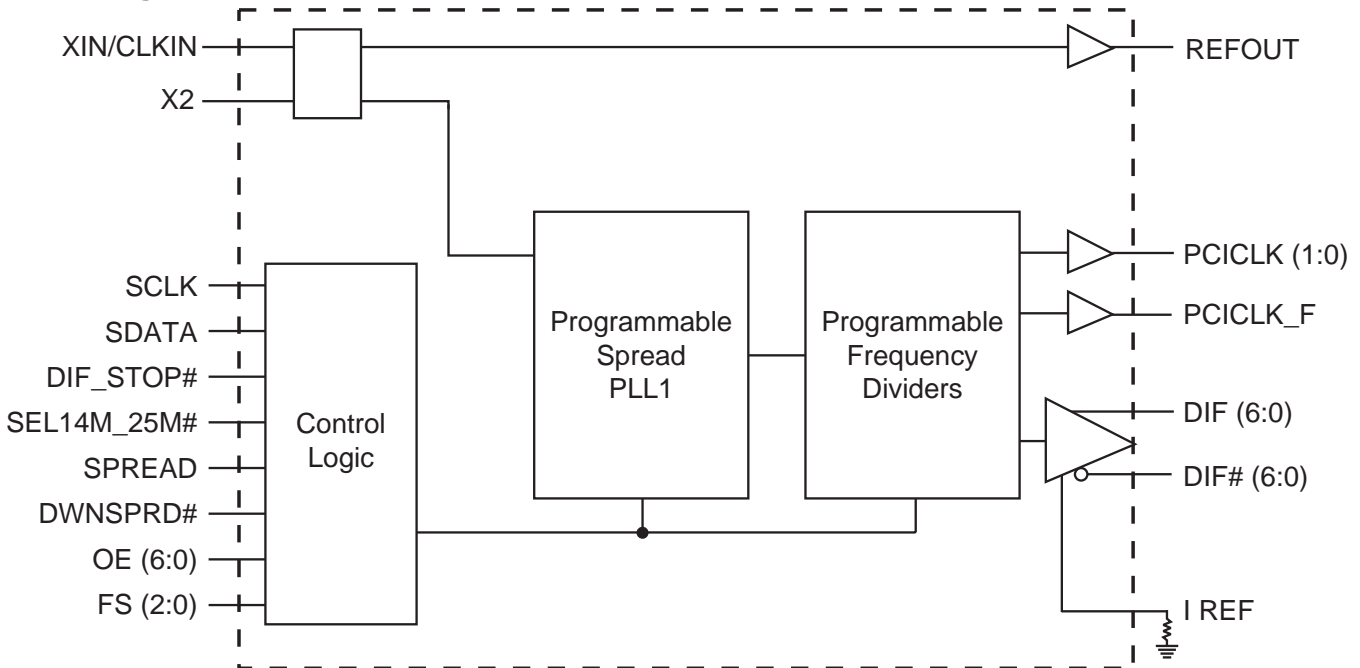 XIN/CLKIN
REFOUT
X2
PCICLK (1:0)
SCLK
SDATA
Programmable
Spread
PLL1
Programmable
Frequency
Dividers
PCICLK_F
DIF_STOP#
SEL14M_25M#
Control
Logic
DIF (6:0)
SPREAD
DIF# (6:0)
DWNSPRD#
OE (6:0)
FS (2:0)
I REF